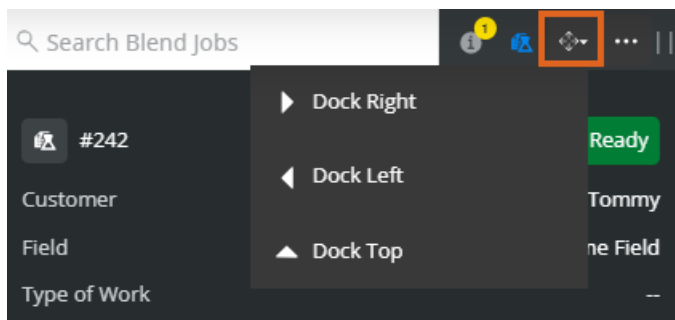 Search Blend Jobs
1
Dock Right
#242
Ready
Dock Left
Customer
Tommy
Field
Dock Top
ne Field
Type of Work
--